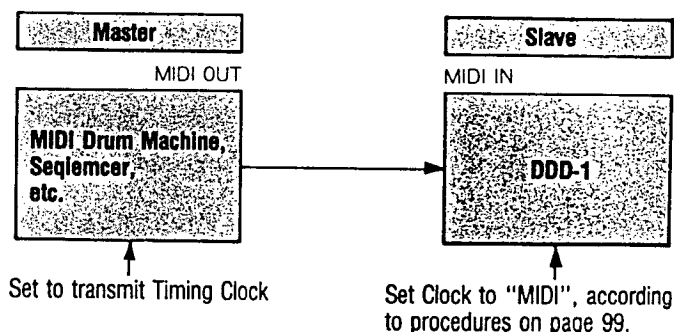 Master
Slave
MIDI OUT
MIDI IN
MIDI Drum Machine,
Seqiemcer,
etc.
DDD-1
Set to transmit Timing Clock
Set Clock to “MIDI”, according
to procedures on page 99.